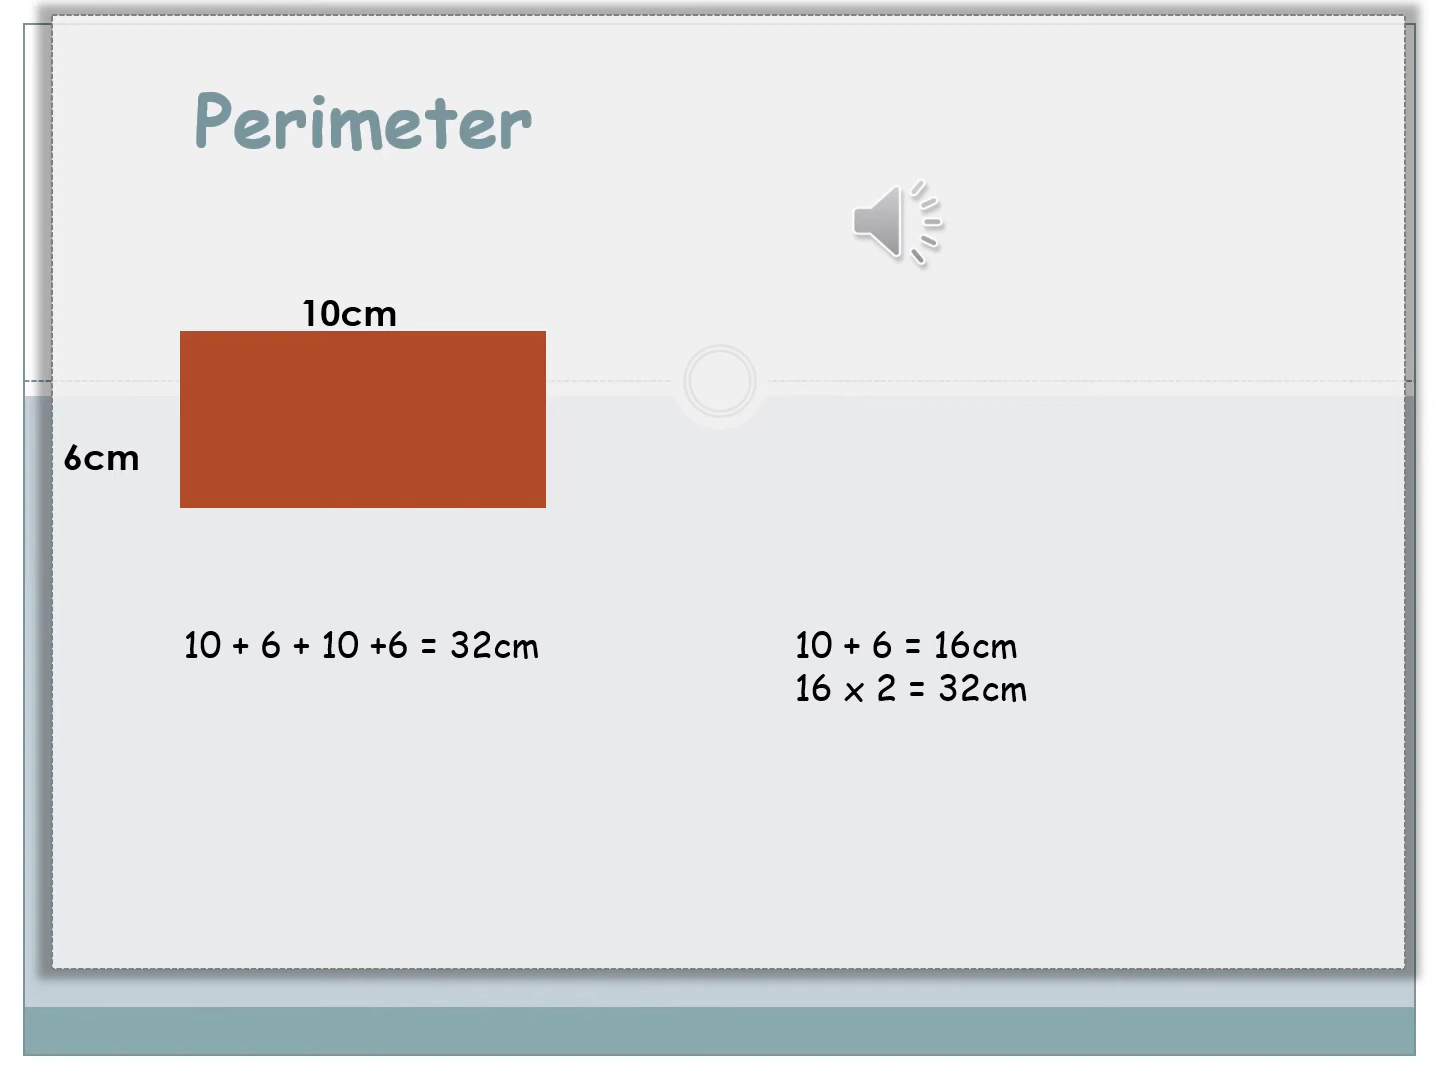 Perimeter
10cm
6cm
10 + 6 + 10 +6 = 32cm
10 + 6 = 16cm
16 x 2 = 32cm